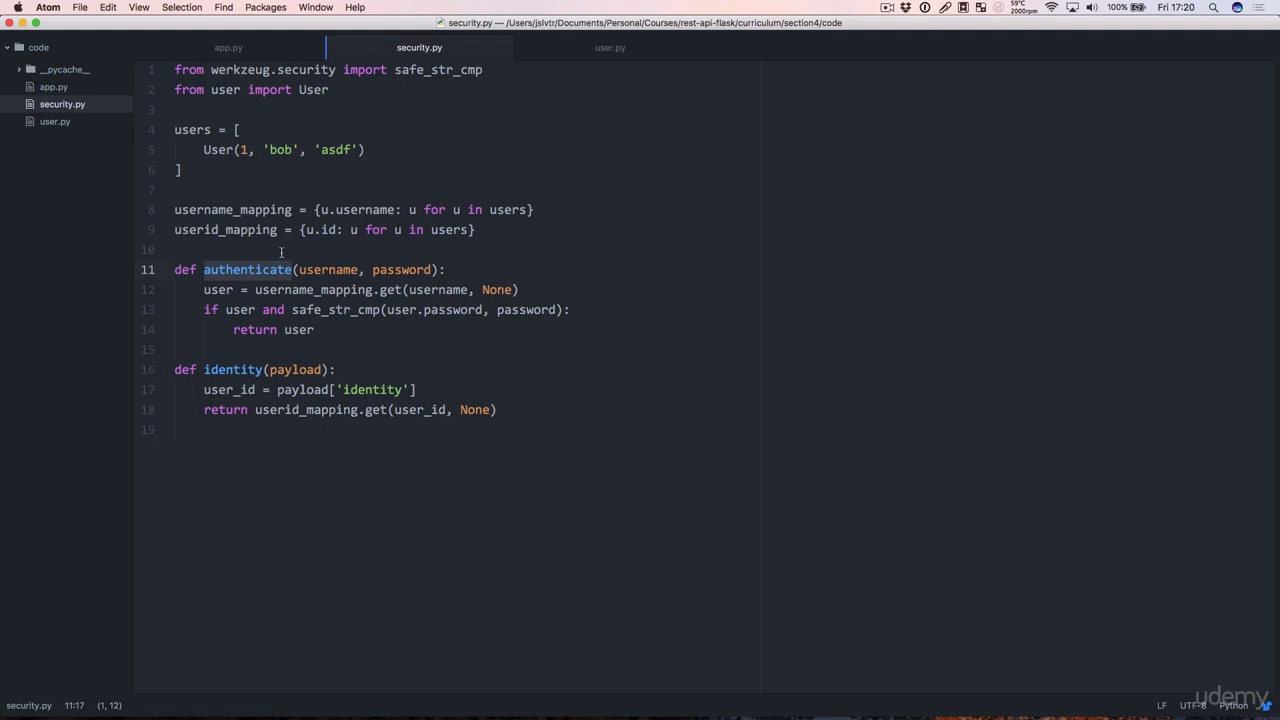 Atom File Edit View Selection Find Packages Window Help 59°C 2000rpm 100% Fri 17:20
security.py — /Users/jslvtr/Documents/Personal/Courses/rest-api-flask/curriculum/section4/code
code
app.py security.py user.py
__pycache__
app.py
security.py
user.py
1 from werkzeug.security import safe_str_cmp
2 from user import User
3
4 users = [
5 User(1, 'bob', 'asdf')
6 ]
7
8 username_mapping = {u.username: u for u in users}
9 userid_mapping = {u.id: u for u in users}
10
11 def authenticate(username, password):
12 user = username_mapping.get(username, None)
13 if user and safe_str_cmp(user.password, password):
14 return user
15
16 def identity(payload):
17 user_id = payload['identity']
18 return userid_mapping.get(user_id, None)
19
udemy
security.py 11:17 (1, 12) LF UTF-8 Python